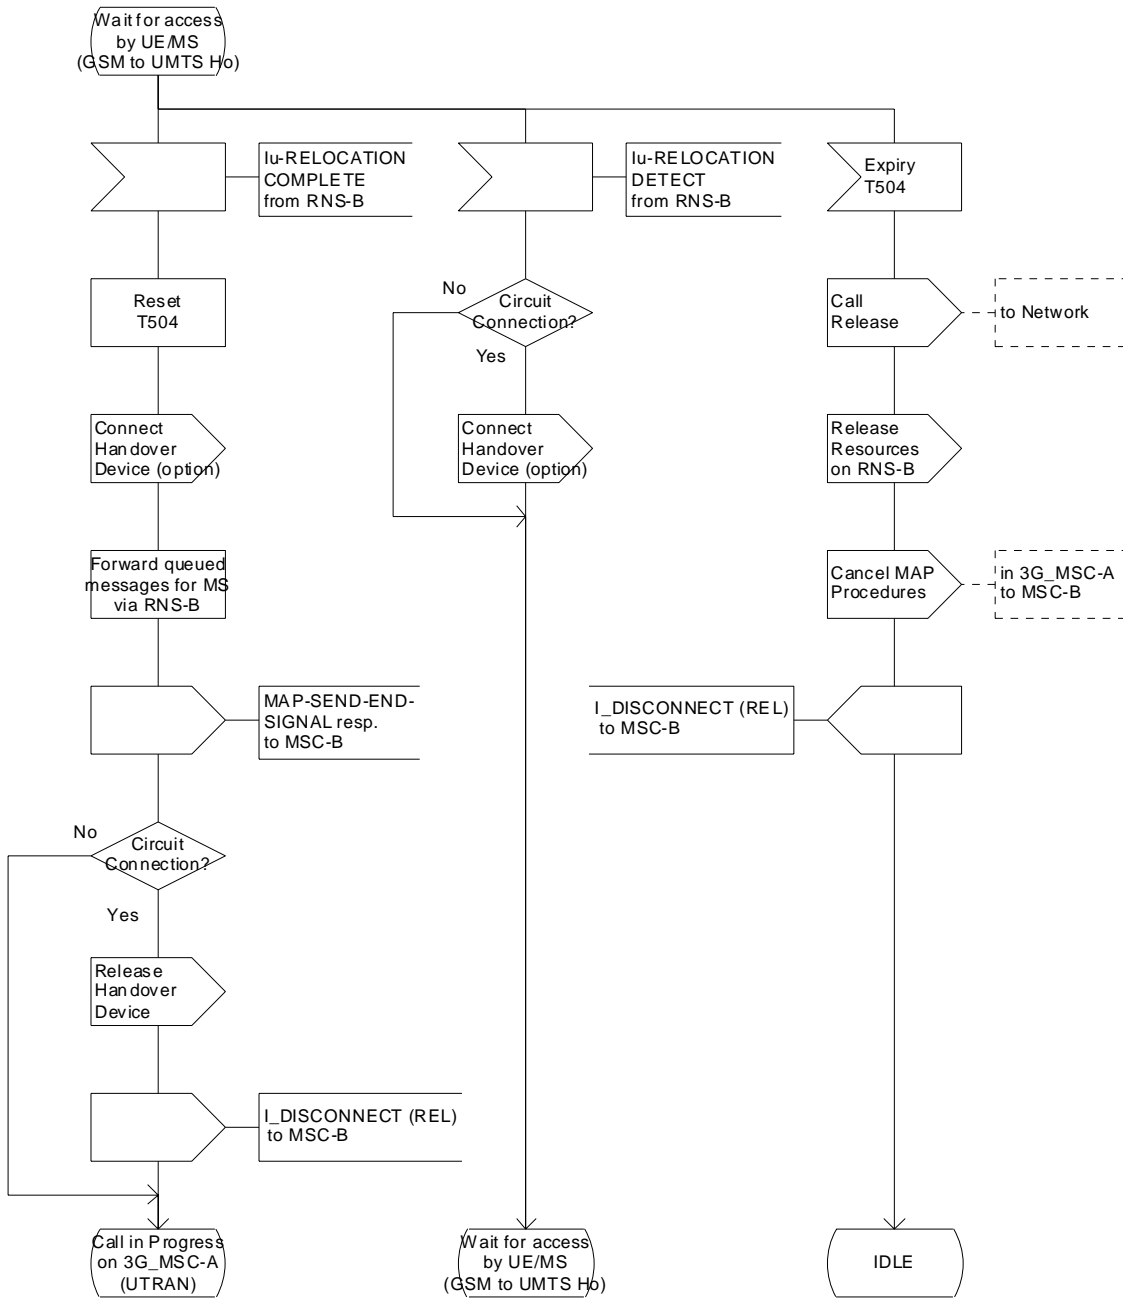 Wait for access
by UE/MS
(GSM to UMTS Ho)
Iu-RELOCATION
COMPLETE
from RNS-B
Iu-RELOCATION
DETECT
from RNS-B
Expiry
T504
Reset
T504
No
Circuit
Connection?
Yes
Call
Release
to Network
Connect
Handover
Device (option)
Connect
Handover
Device (option)
Release
Resources
on RNS-B
Forward queued
messages for MS
via RNS-B
Cancel MAP
Procedures
in 3G_MSC-A
to MSC-B
MAP-SEND-END-
SIGNAL resp.
to MSC-B
I_DISCONNECT (REL)
to MSC-B
No
Circuit
Connection?
Yes
Release
Handover
Device
I_DISCONNECT (REL)
to MSC-B
Call in Progress
on 3G_MSC-A
(UTRAN)
Wait for access
by UE/MS
(GSM to UMTS Ho)
IDLE